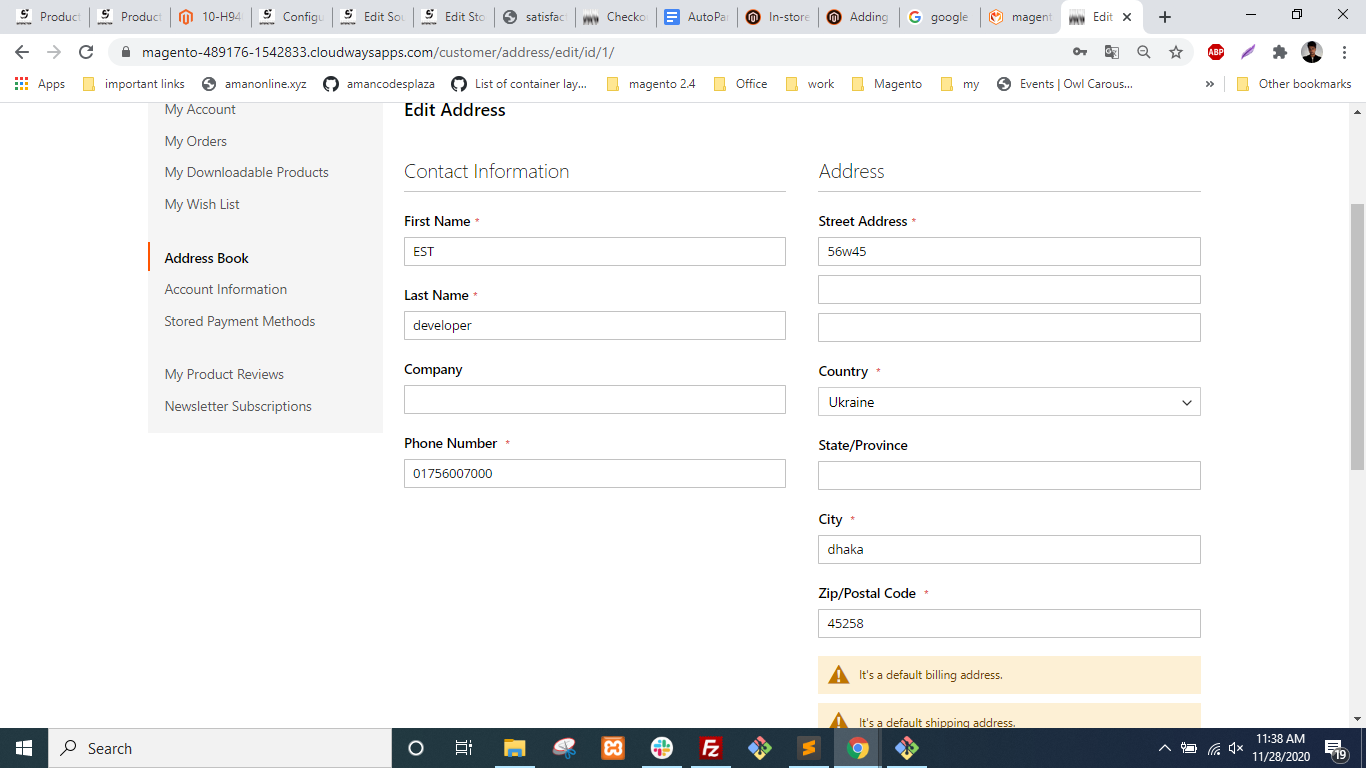 Product
Product
10-H94
Configu
Edit Sou
Edit Sto
satisfac
Checko
AutoPa
In-store
Adding
google
magent
Edit
magento-489176-1542833.cloudwaysapps.com/customer/address/edit/id/1/
ABP
Apps
important links
amanonline.xyz
amancodesplaza
List of container lay...
magento 2.4
Office
work
Magento
my
Events | Owl Carous...
»
Other bookmarks
My Account
My Orders
My Downloadable Products
My Wish List
Address Book
Account Information
Stored Payment Methods
My Product Reviews
Newsletter Subscriptions
Edit Address
Contact Information
First Name *
EST
Last Name *
developer
Company
Phone Number *
01756007000
Address
Street Address *
56w45
Country *
Ukraine
State/Province
City *
dhaka
Zip/Postal Code *
45258
It's a default billing address.
It's a default shipping address.
Search
11:38 AM
11/28/2020
19